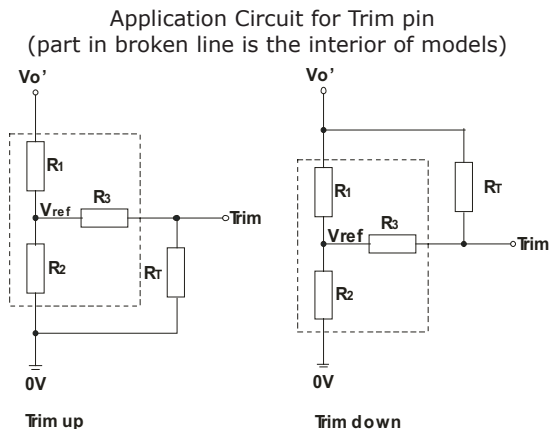 Application Circuit for Trim pin
(part in broken line is the interior of models)
Vo’
R1
Vref
R3
Trim
R2
RT
0V
Trim up
Vo’
R1
RT
Vref
R3
Trim
R2
0V
Trim down